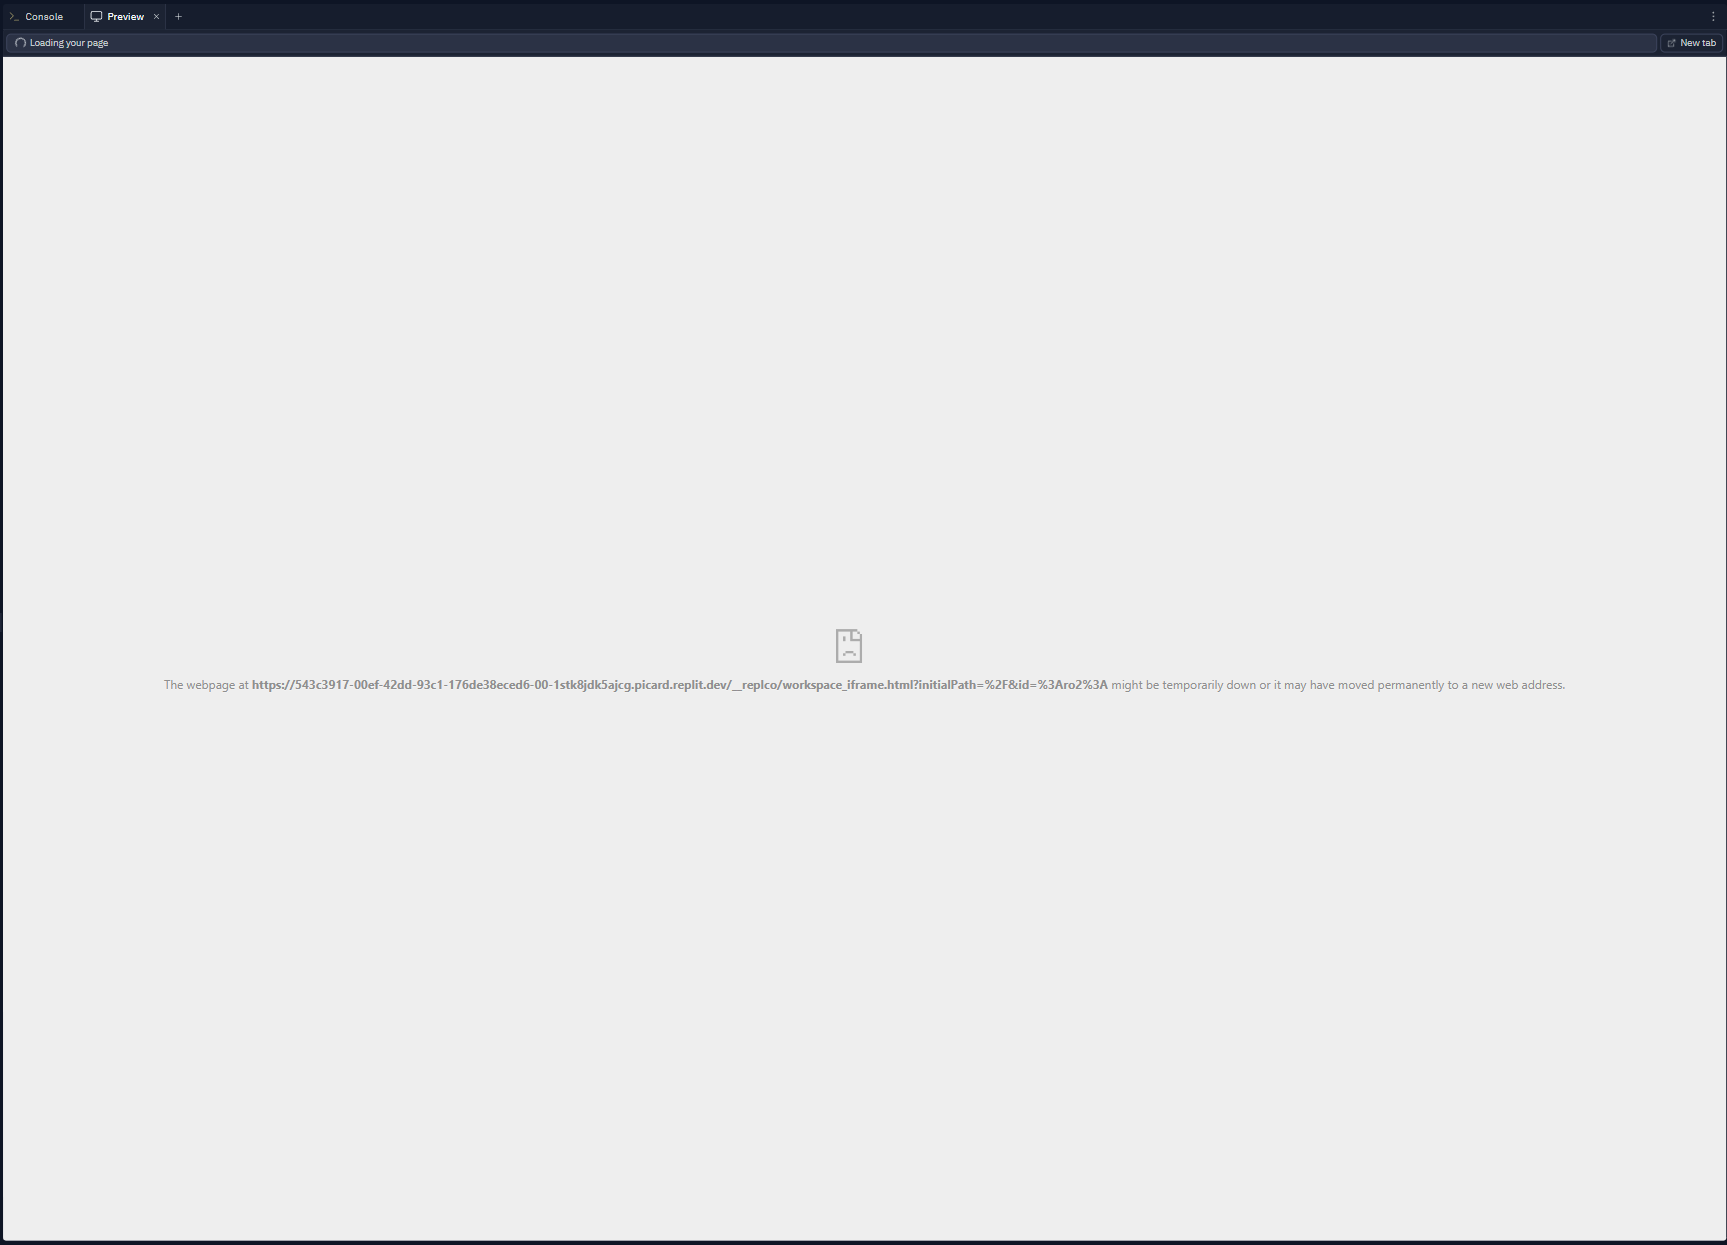 Console
Preview
Loading your page
New tab
The webpage at https://543c3917-00ef-42dd-93c1-176de38eced6-00-1stk8jdk5ajcg.picard.replit.dev/__replco/workspace_iframe.html?initialPath=%2F&id=%3Aro2%3A might be temporarily down or it may have moved permanently to a new web address.